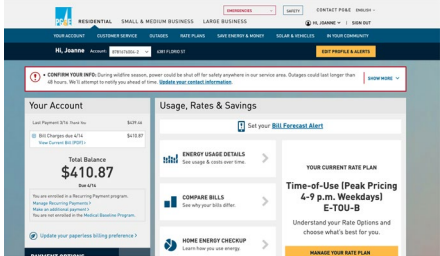 EMERGENCIES
SAFETY
CONTACT PG&E
ENGLISH
PG&E
RESIDENTIAL
SMALL & MEDIUM BUSINESS
LARGE BUSINESS
HI, JOANNE
SIGN OUT
YOUR ACCOUNT
CUSTOMER SERVICE
OUTAGES
RATE PLANS
SAVE ENERGY & MONEY
SOLAR & VEHICLES
IN YOUR COMMUNITY
Hi, Joanne
Account:
6381 FLORIO ST
EDIT PROFILE & ALERTS
• CONFIRM YOUR INFO: During wildfire season, power could be shut off for safety anywhere in our service area. Outages could last longer than
48 hours. We'll attempt to notify you ahead of time. Update your contact information.
SHOW MORE
Your Account
Last Payment 3/16 Thank You
Bill Charges due 4/14 $410.87
View Current Bill (PDF) >
Total Balance
$410.87
Due 4/14
You are enrolled in a Recurring Payment program.
Manage Recurring Payments >
Make an additional payment >
You are not enrolled in the Medical Baseline Program.
Update your paperless billing preference >
PAYMENT OPTIONS
Usage, Rates & Savings
Set your Bill Forecast Alert
ENERGY USAGE DETAILS
See usage & costs over time.
COMPARE BILLS
See why your bills differ.
HOME ENERGY CHECKUP
Learn how you use energy.
YOUR CURRENT RATE PLAN
Time-of-Use (Peak Pricing
4-9 p.m. Weekdays)
E-TOU-B
Understand your Rate Options and
choose what's best for you.
MANAGE YOUR RATE PLAN